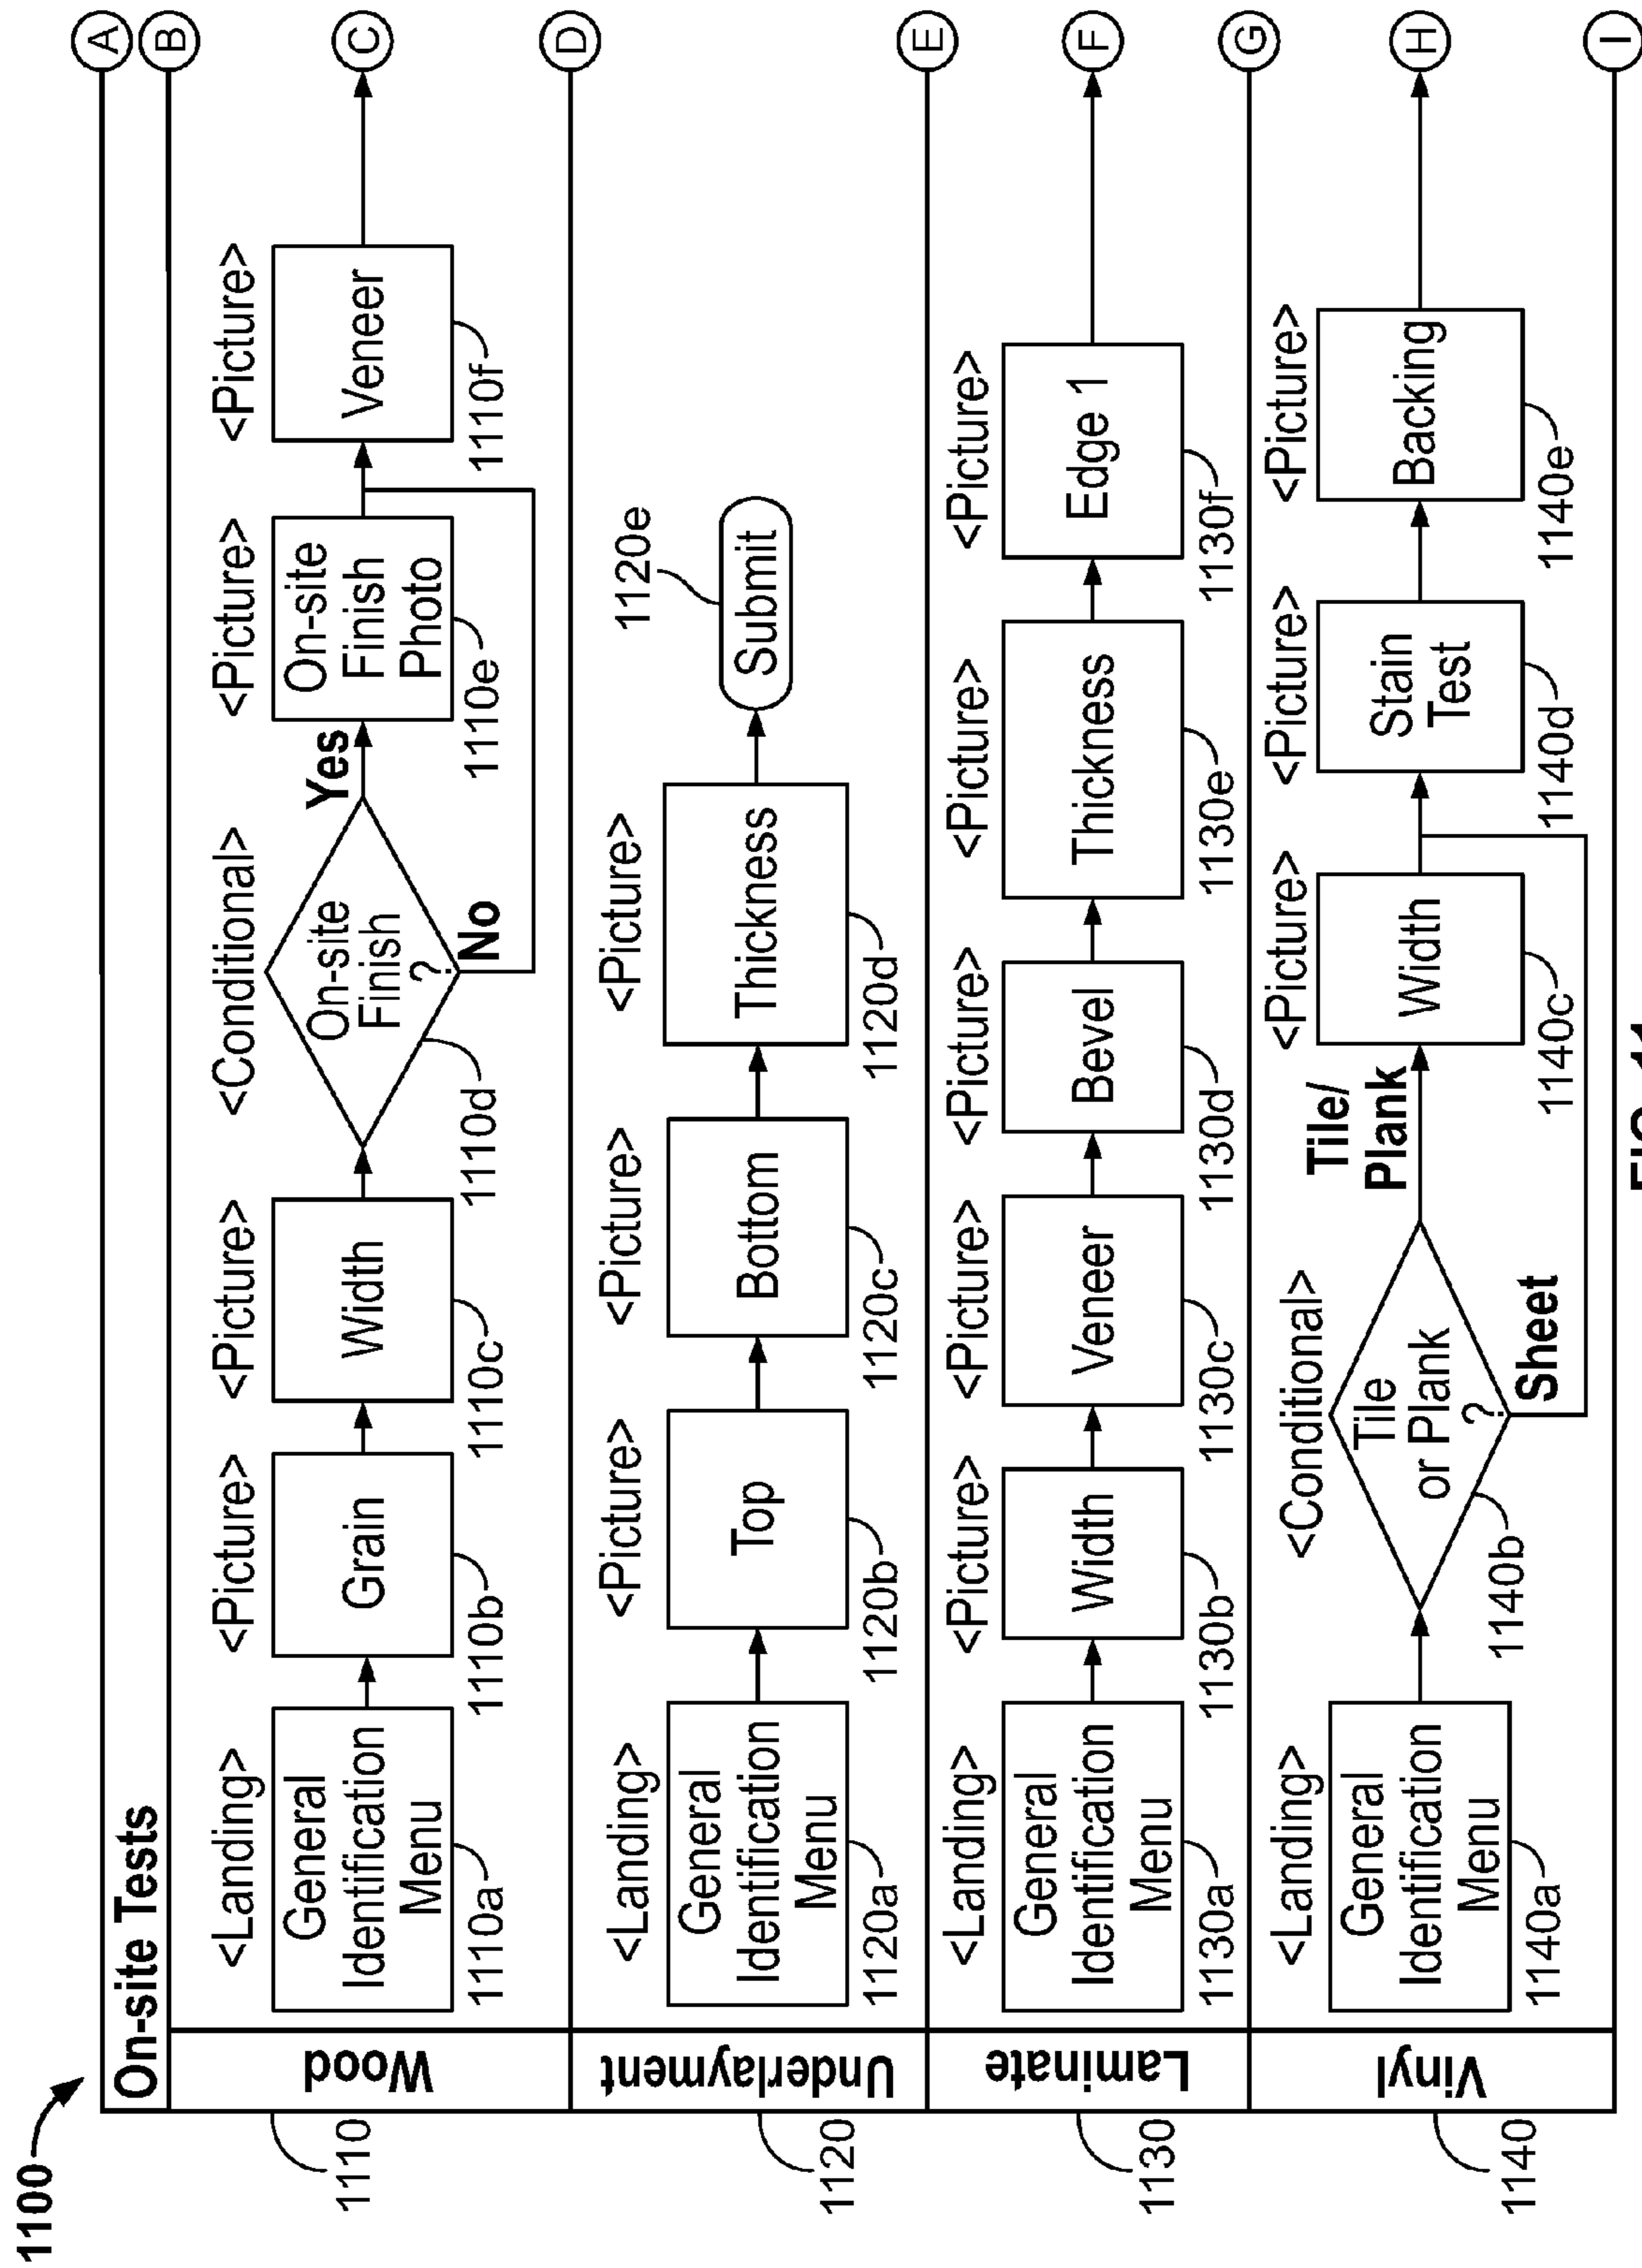 1100
On-site Tests
A
B
Wood
1110
<Landing>
General
Identification
Menu
1110a
<Picture>
Grain
1110b
<Picture>
Width
1110c
<Conditional>
On-site
Finish
?
1110d
Yes
No
<Picture>
On-site
Finish
Photo
1110e
<Picture>
Veneer
1110f
C
D
Underlayment
1120
<Landing>
General
Identification
Menu
1120a
<Picture>
Top
1120b
<Picture>
Bottom
1120c
<Picture>
Thickness
1120d
Submit
1120e
E
Laminate
1130
<Landing>
General
Identification
Menu
1130a
<Picture>
Width
1130b
<Picture>
Veneer
1130c
<Picture>
Bevel
1130d
<Picture>
Thickness
1130e
<Picture>
Edge 1
1130f
F
G
Vinyl
1140
<Landing>
General
Identification
Menu
1140a
<Conditional>
Tile
or Plank
?
1140b
Tile/
Plank
Sheet
<Picture>
Width
1140c
<Picture>
Stain
Test
1140d
<Picture>
Backing
1140e
H
I